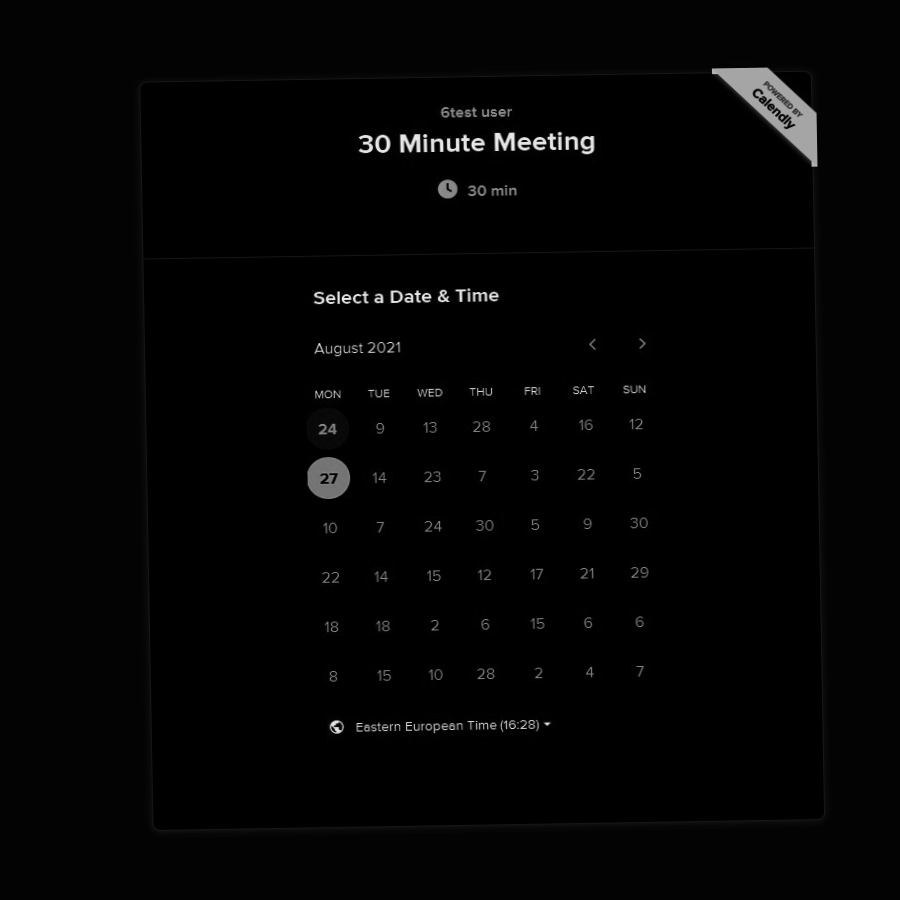 POWERED BY
Calendly
6test user
30 Minute Meeting
30 min
Select a Date & Time
August 2021
MON TUE WED THU FRI SAT SUN
24 9 13 28 4 16 12
27 14 23 7 3 22 5
10 7 24 30 5 9 30
22 14 15 12 17 21 29
18 18 2 6 15 6 6
8 15 10 28 2 4 7
Eastern European Time (16:28)